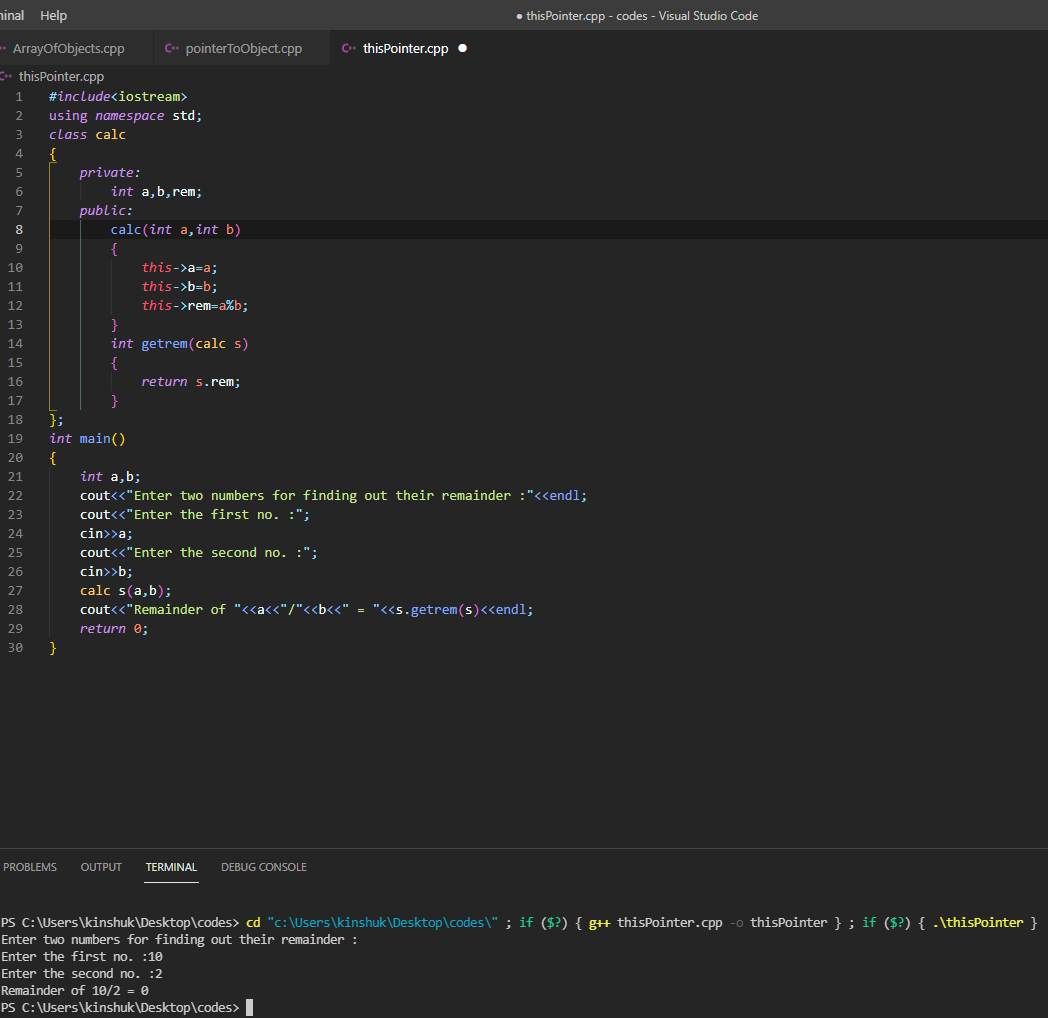 Help
● thisPointer.cpp - codes - Visual Studio Code
ArrayOfObjects.cpp
C++ pointerToObject.cpp
C++ thisPointer.cpp ●
thisPointer.cpp
1 #include<iostream>
2 using namespace std;
3 class calc
4 {
5     private:
6         int a,b,rem;
7     public:
8         calc(int a,int b)
9         {
10             this->a=a;
11             this->b=b;
12             this->rem=a%b;
13         }
14         int getrem(calc s)
15         {
16             return s.rem;
17         }
18 };
19 int main()
20 {
21     int a,b;
22     cout<<"Enter two numbers for finding out their remainder :"<<endl;
23     cout<<"Enter the first no. :";
24     cin>>a;
25     cout<<"Enter the second no. :";
26     cin>>b;
27     calc s(a,b);
28     cout<<"Remainder of "<<a<<"/"<<b<<" = "<<s.getrem(s)<<endl;
29     return 0;
30 }
PROBLEMS OUTPUT TERMINAL DEBUG CONSOLE
PS C:\Users\kinshuk\Desktop\codes> cd "c:\Users\kinshuk\Desktop\codes\" ; if ($?) { g++ thisPointer.cpp -o thisPointer } ; if ($?) { .\thisPointer }
Enter two numbers for finding out their remainder :
Enter the first no. :10
Enter the second no. :2
Remainder of 10/2 = 0
PS C:\Users\kinshuk\Desktop\codes>